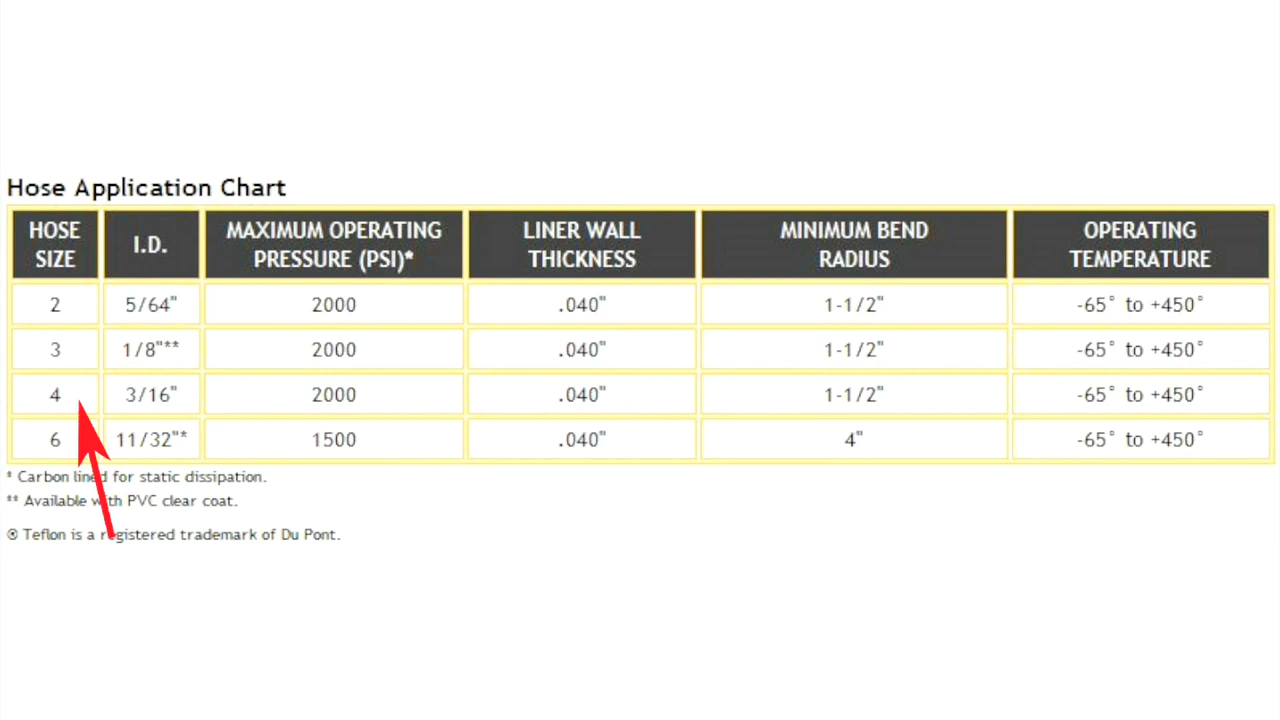 Hose Application Chart
HOSE SIZE I.D. MAXIMUM OPERATING PRESSURE (PSI)* LINER WALL THICKNESS MINIMUM BEND RADIUS OPERATING TEMPERATURE
2 5/64" 2000 .040" 1-1/2" -65° to +450°
3 1/8"** 2000 .040" 1-1/2" -65° to +450°
4 3/16" 2000 .040" 1-1/2" -65° to +450°
6 11/32"* 1500 .040" 4" -65° to +450°
* Carbon lined for static dissipation.
** Available with PVC clear coat.
® Teflon is a registered trademark of Du Pont.